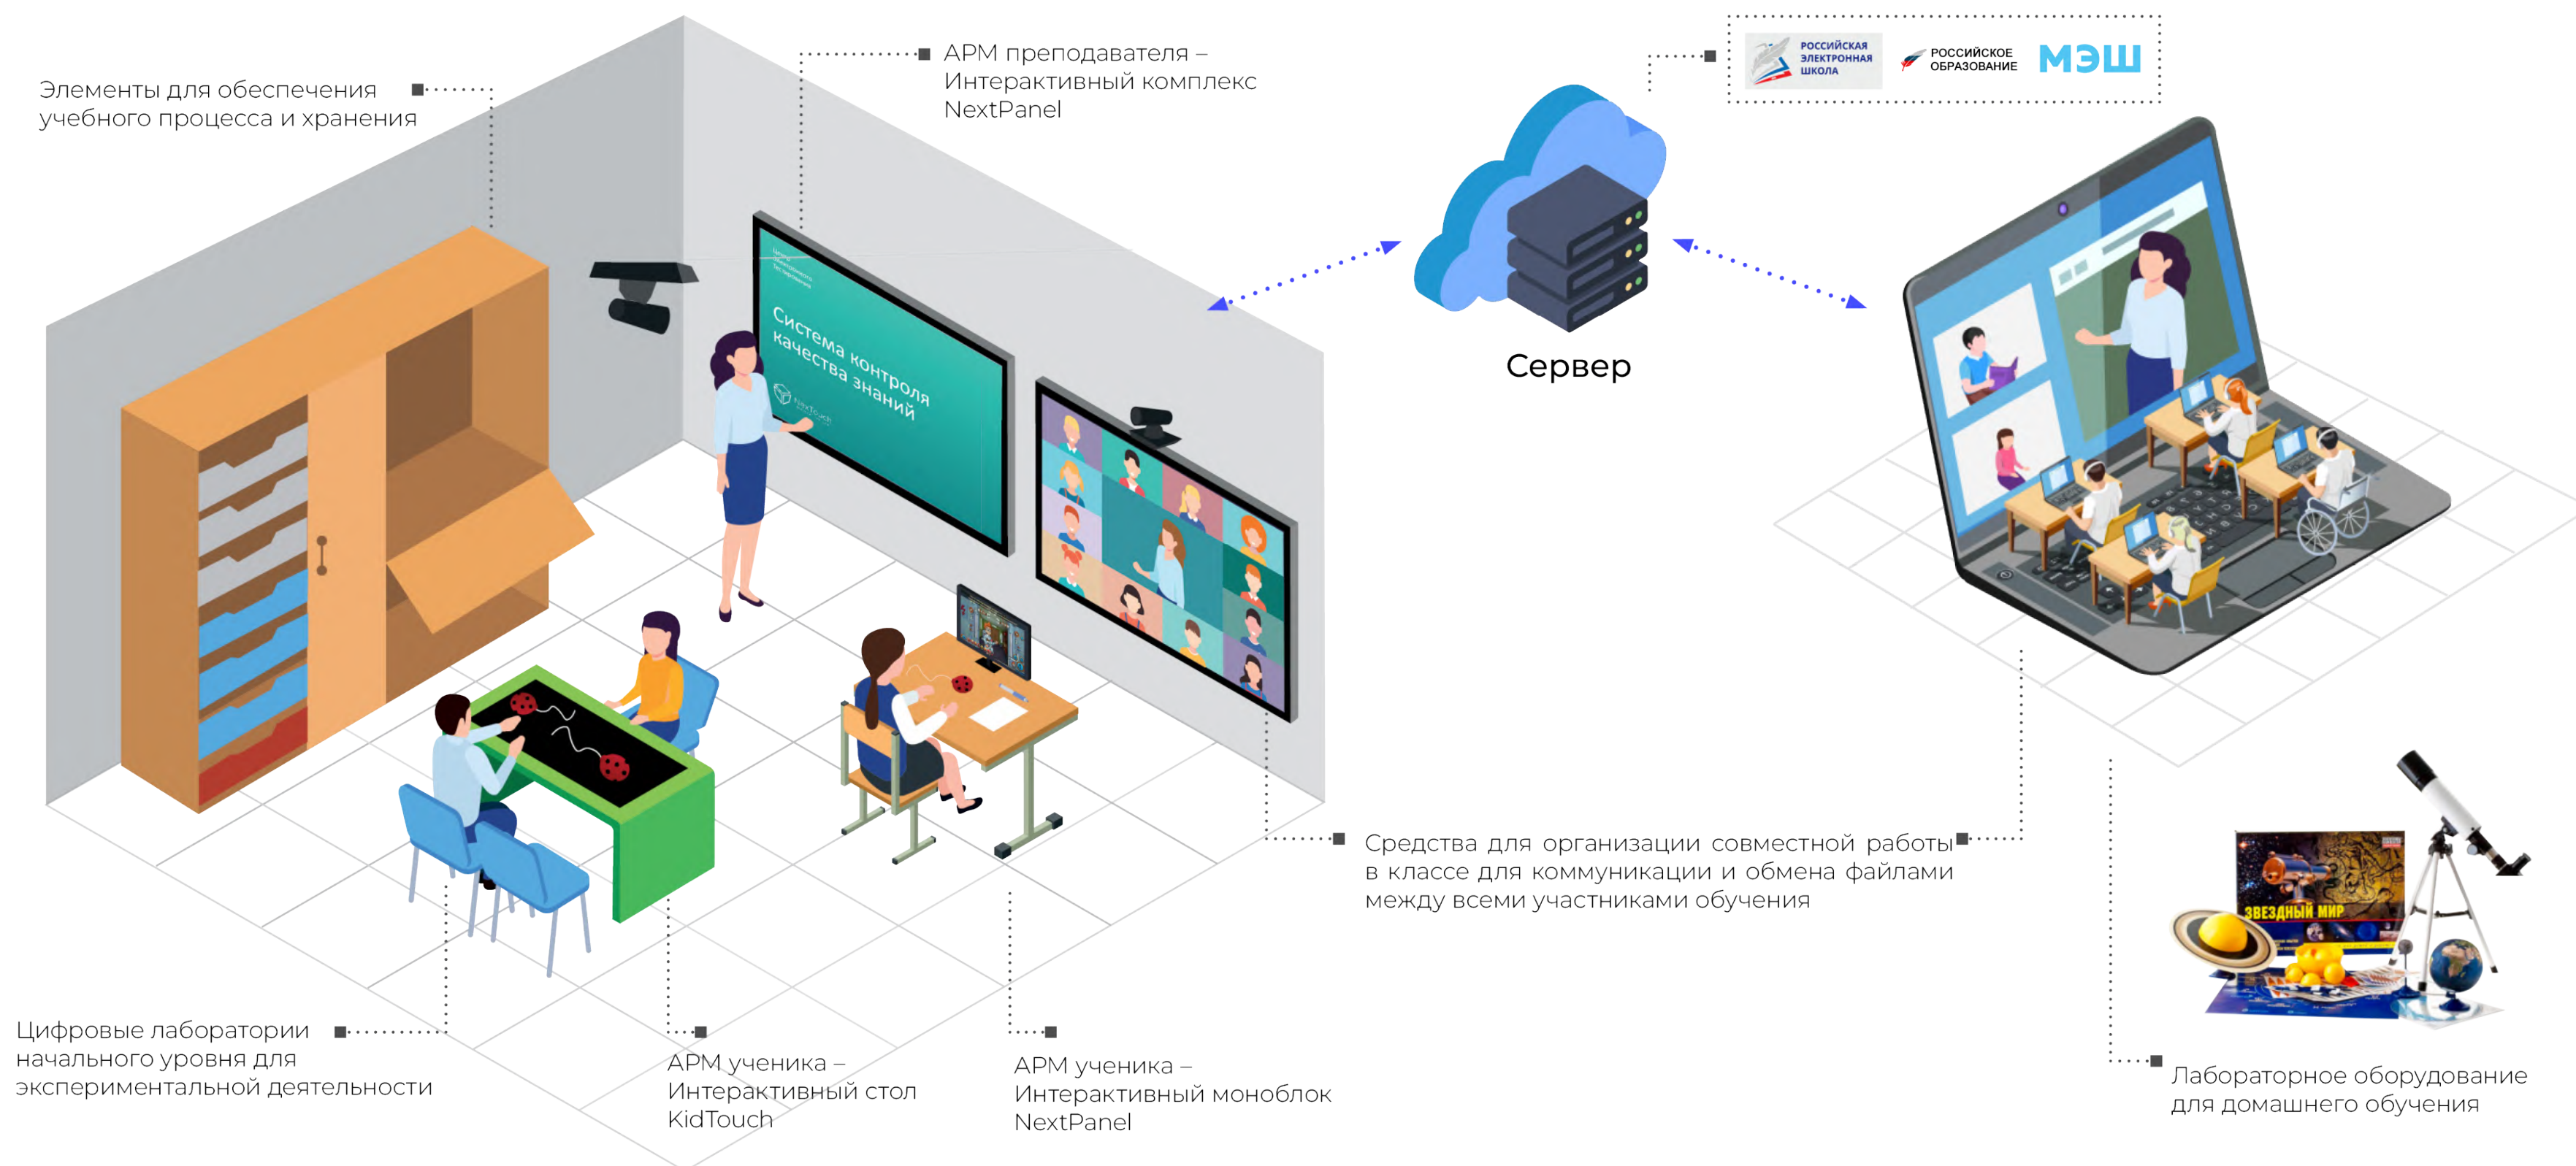 Элементы для обеспечения
учебного процесса и хранения
АРМ преподавателя –
Интерактивный комплекс
NextPanel
РОССИЙСКАЯ
ЭЛЕКТРОННАЯ
ШКОЛА
РОССИЙСКОЕ
ОБРАЗОВАНИЕ
МЭШ
Система контроля
качества знаний
NexTouch
Сервер
Средства для организации совместной работы
в классе для коммуникации и обмена файлами
между всеми участниками обучения
ЗВЕЗДНЫЙ МИР
Цифровые лаборатории
начального уровня для
экспериментальной деятельности
АРМ ученика –
Интерактивный стол
KidTouch
АРМ ученика –
Интерактивный моноблок
NextPanel
Лабораторное оборудование
для домашнего обучения